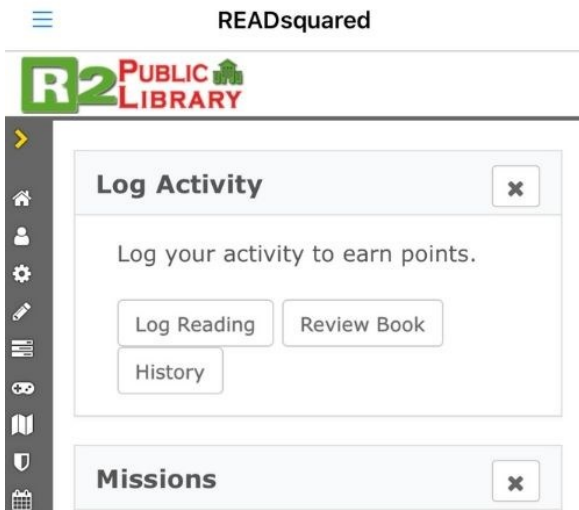 READsquared
R2 PUBLIC
LIBRARY
Log Activity
Log your activity to earn points.
Log Reading
Review Book
History
Missions